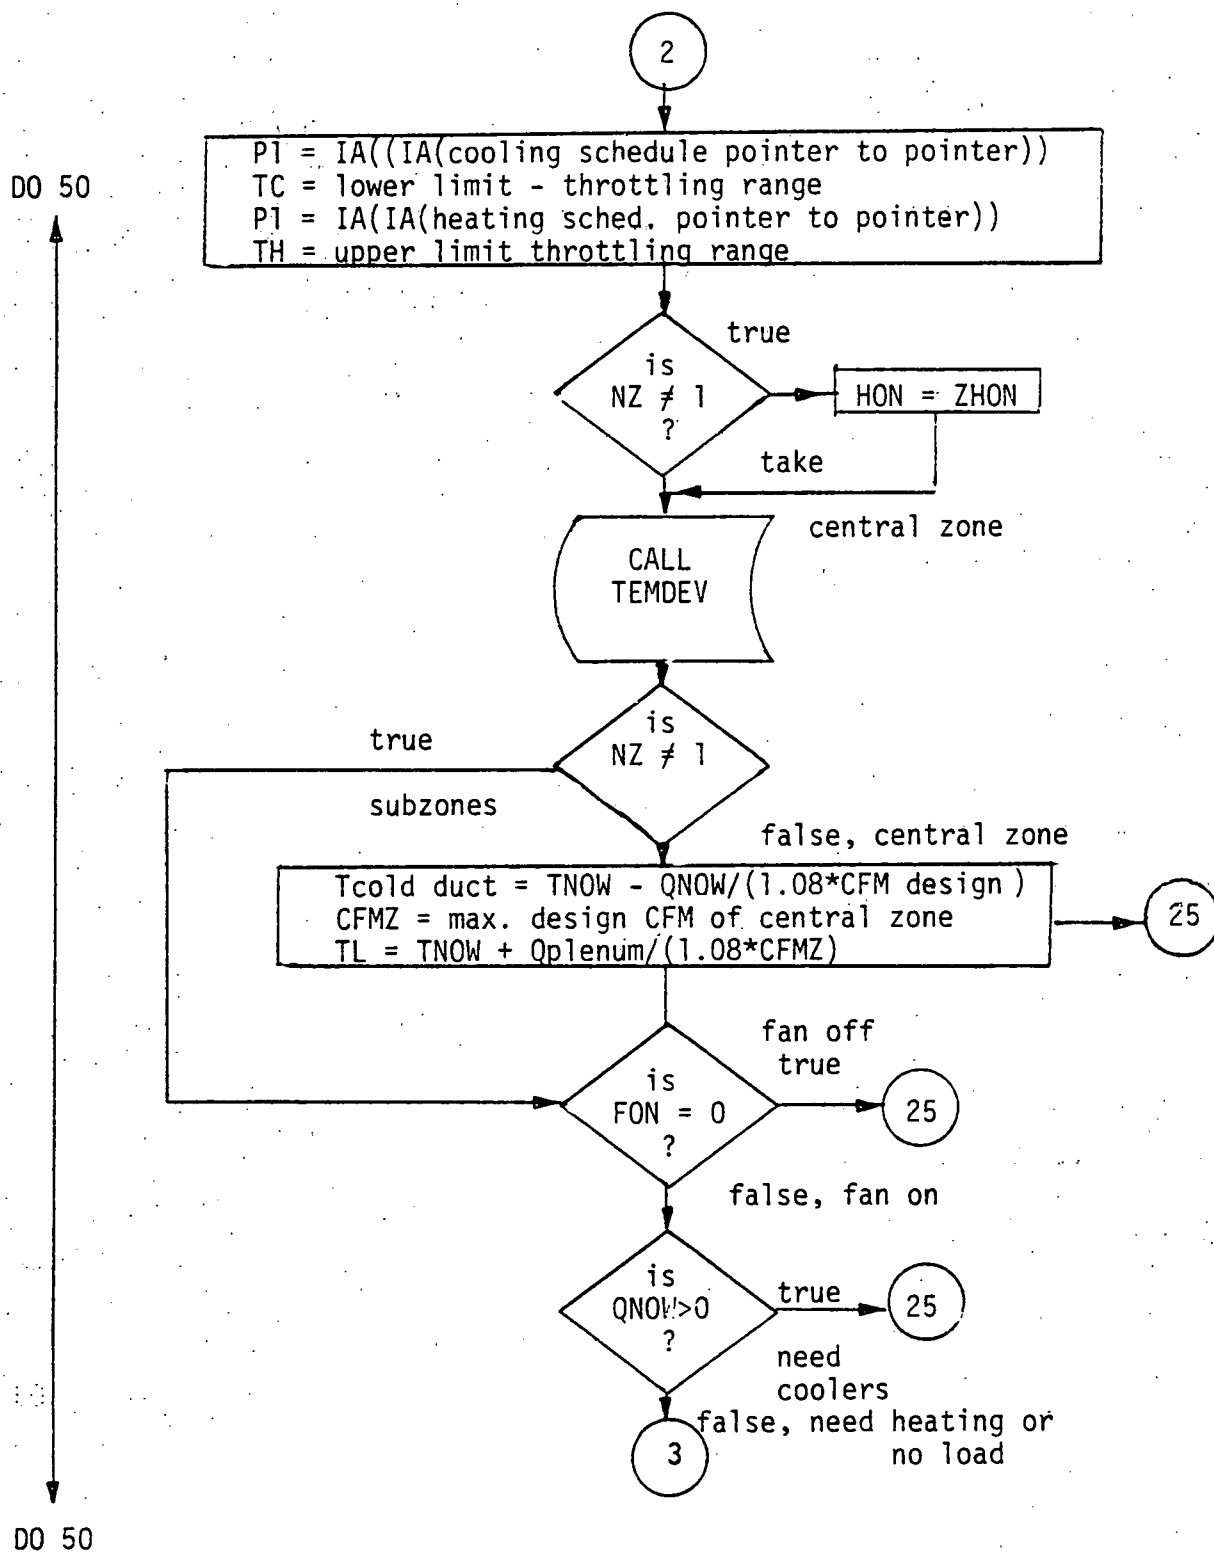 2
DO 50
P1 = IA((IA(cooling schedule pointer to pointer))
TC = lower limit - throttling range
P1 = IA(IA(heating sched. pointer to pointer))
TH = upper limit throttling range
true
is
NZ ≠ 1
?
HON = ZHON
take
central zone
CALL
TEMDEV
is
NZ ≠ 1
true
subzones
false, central zone
Tcold duct = TNOW - QNOW/(1.08*CFM design )
CFMZ = max. design CFM of central zone
TL = TNOW + Qplenum/(1.08*CFMZ)
25
fan off
true
is
FON = 0
?
25
false, fan on
is
QNOW>0
?
true
25
need
coolers
false, need heating or
no load
3
DO 50